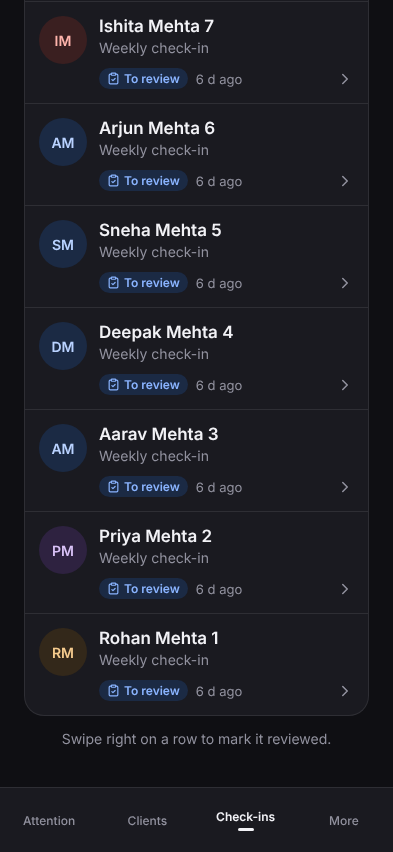 IM
Ishita Mehta 7
Weekly check-in
To review 6 d ago
AM
Arjun Mehta 6
Weekly check-in
To review 6 d ago
SM
Sneha Mehta 5
Weekly check-in
To review 6 d ago
DM
Deepak Mehta 4
Weekly check-in
To review 6 d ago
AM
Aarav Mehta 3
Weekly check-in
To review 6 d ago
PM
Priya Mehta 2
Weekly check-in
To review 6 d ago
RM
Rohan Mehta 1
Weekly check-in
To review 6 d ago
Swipe right on a row to mark it reviewed.
Attention Clients Check-ins More